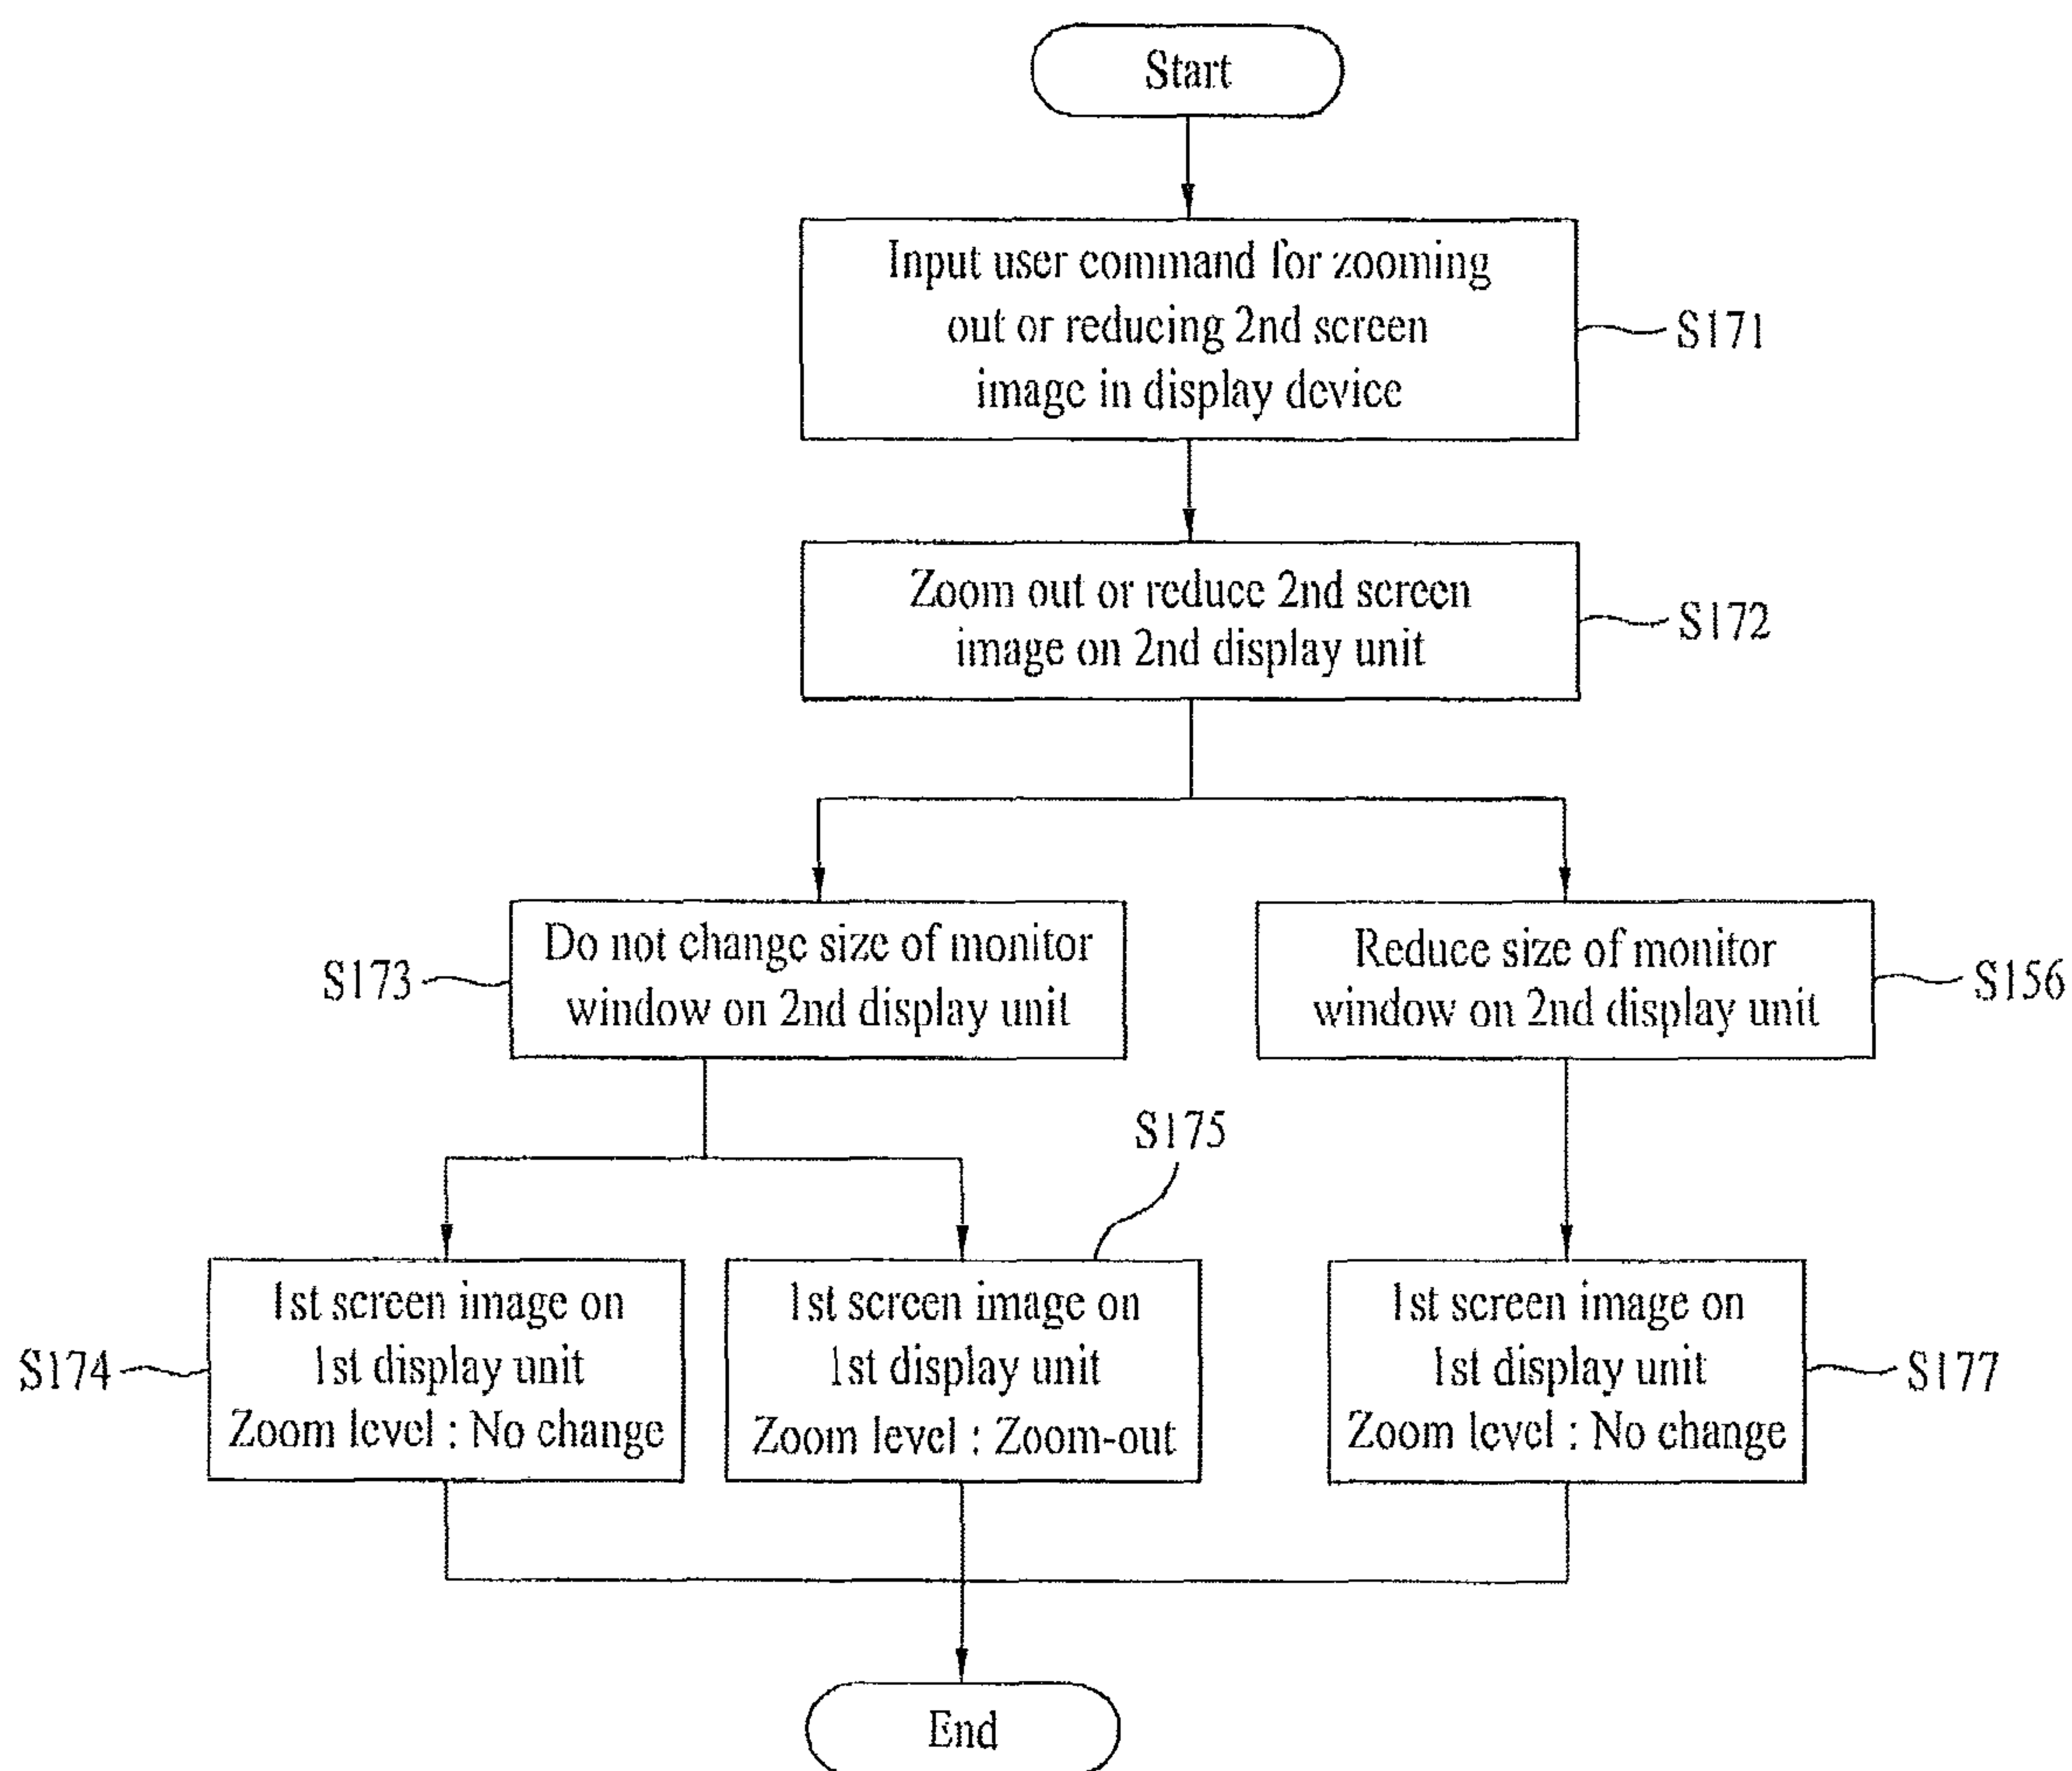 Start
Input user command for zooming
out or reducing 2nd screen
image in display device
S171
Zoom out or reduce 2nd screen
image on 2nd display unit
S172
Do not change size of monitor
window on 2nd display unit
S173
Reduce size of monitor
window on 2nd display unit
S156
1st screen image on
1st display unit
Zoom level : No change
S174
1st screen image on
1st display unit
Zoom level : Zoom-out
S175
1st screen image on
1st display unit
Zoom level : No change
S177
End